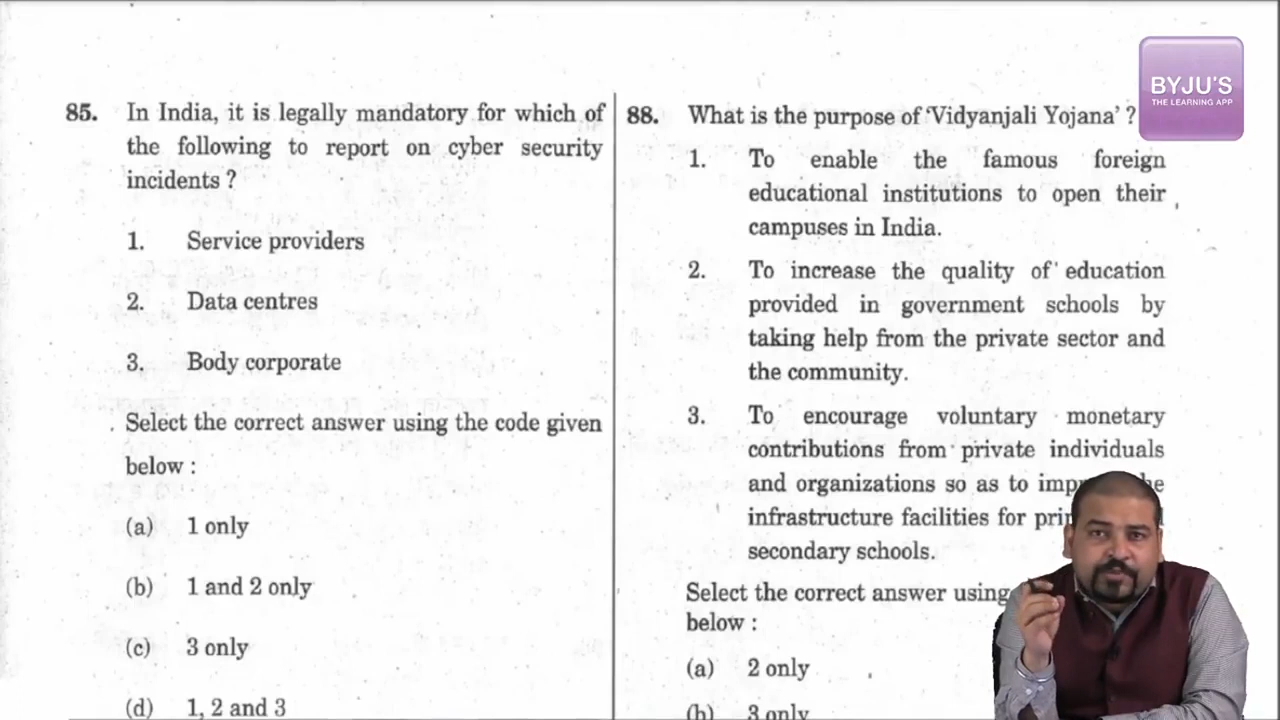 85. In India, it is legally mandatory for which of
the following to report on cyber security
incidents ?
1. Service providers
2. Data centres
3. Body corporate
Select the correct answer using the code given
below :
(a) 1 only
(b) 1 and 2 only
(c) 3 only
(d) 1, 2 and 3
88. What is the purpose of 'Vidyanjali Yojana' ?
1. To enable the famous foreign
educational institutions to open their
campuses in India.
2. To increase the quality of education
provided in government schools by
taking help from the private sector and
the community.
3. To encourage voluntary monetary
contributions from private individuals
and organizations so as to
infrastructure facilities for
secondary schools.
Select the correct answer using
below :
(a) 2 only
(b) 3 only
BYJU'S
THE LEARNING APP